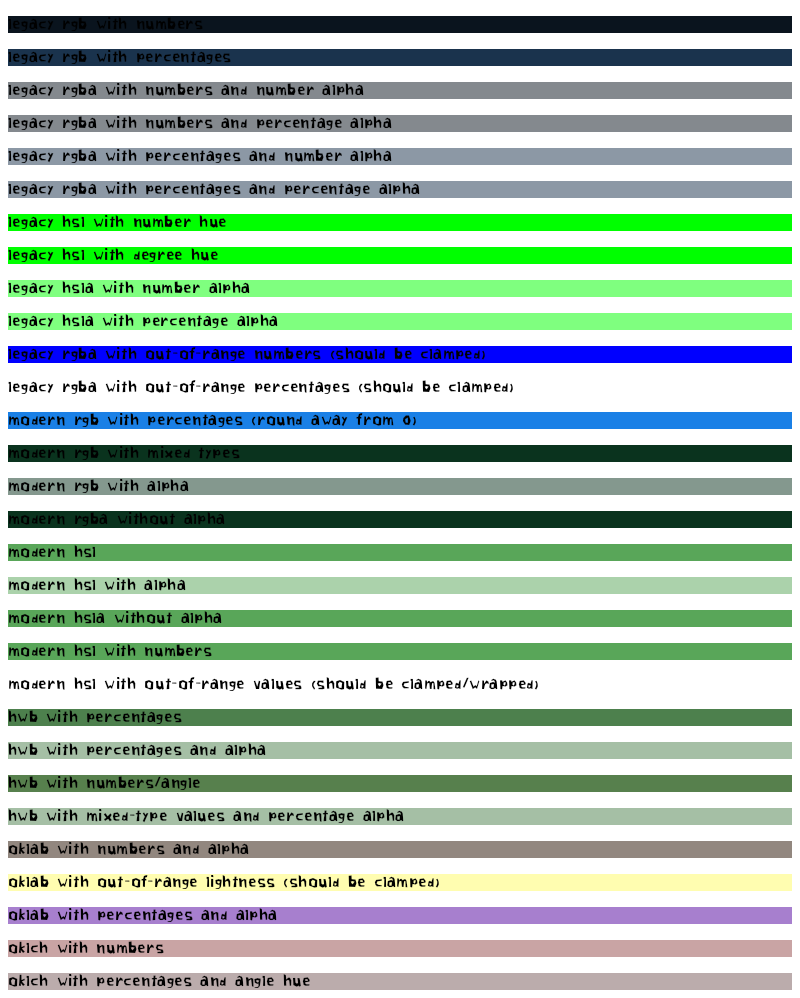 legacy rgb with numbers
legacy rgb with percentages
legacy rgba with numbers and number alpha
legacy rgba with numbers and percentage alpha
legacy rgba with percentages and number alpha
legacy rgba with percentages and percentage alpha
legacy hsl with number hue
legacy hsl with degree hue
legacy hsla with number alpha
legacy hsla with percentage alpha
legacy rgba with out-of-range numbers (should be clamped)
legacy rgba with out-of-range percentages (should be clamped)
modern rgb with percentages (round away from 0)
modern rgb with mixed types
modern rgb with alpha
modern rgba without alpha
modern hsl
modern hsl with alpha
modern hsla without alpha
modern hsl with numbers
modern hsl with out-of-range values (should be clamped/wrapped)
hwb with percentages
hwb with percentages and alpha
hwb with numbers/angle
hwb with mixed-type values and percentage alpha
oklab with numbers and alpha
oklab with out-of-range lightness (should be clamped)
oklab with percentages and alpha
oklch with numbers
oklch with percentages and angle hue